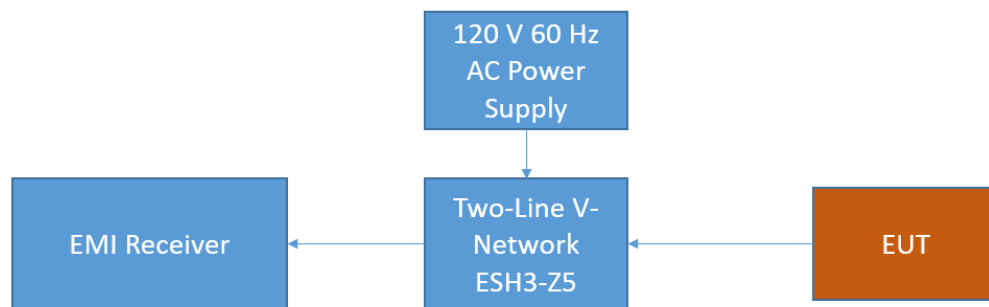 120 V 60 Hz
AC Power
Supply
EMI Receiver
Two-Line V-
Network
ESH3-Z5
EUT